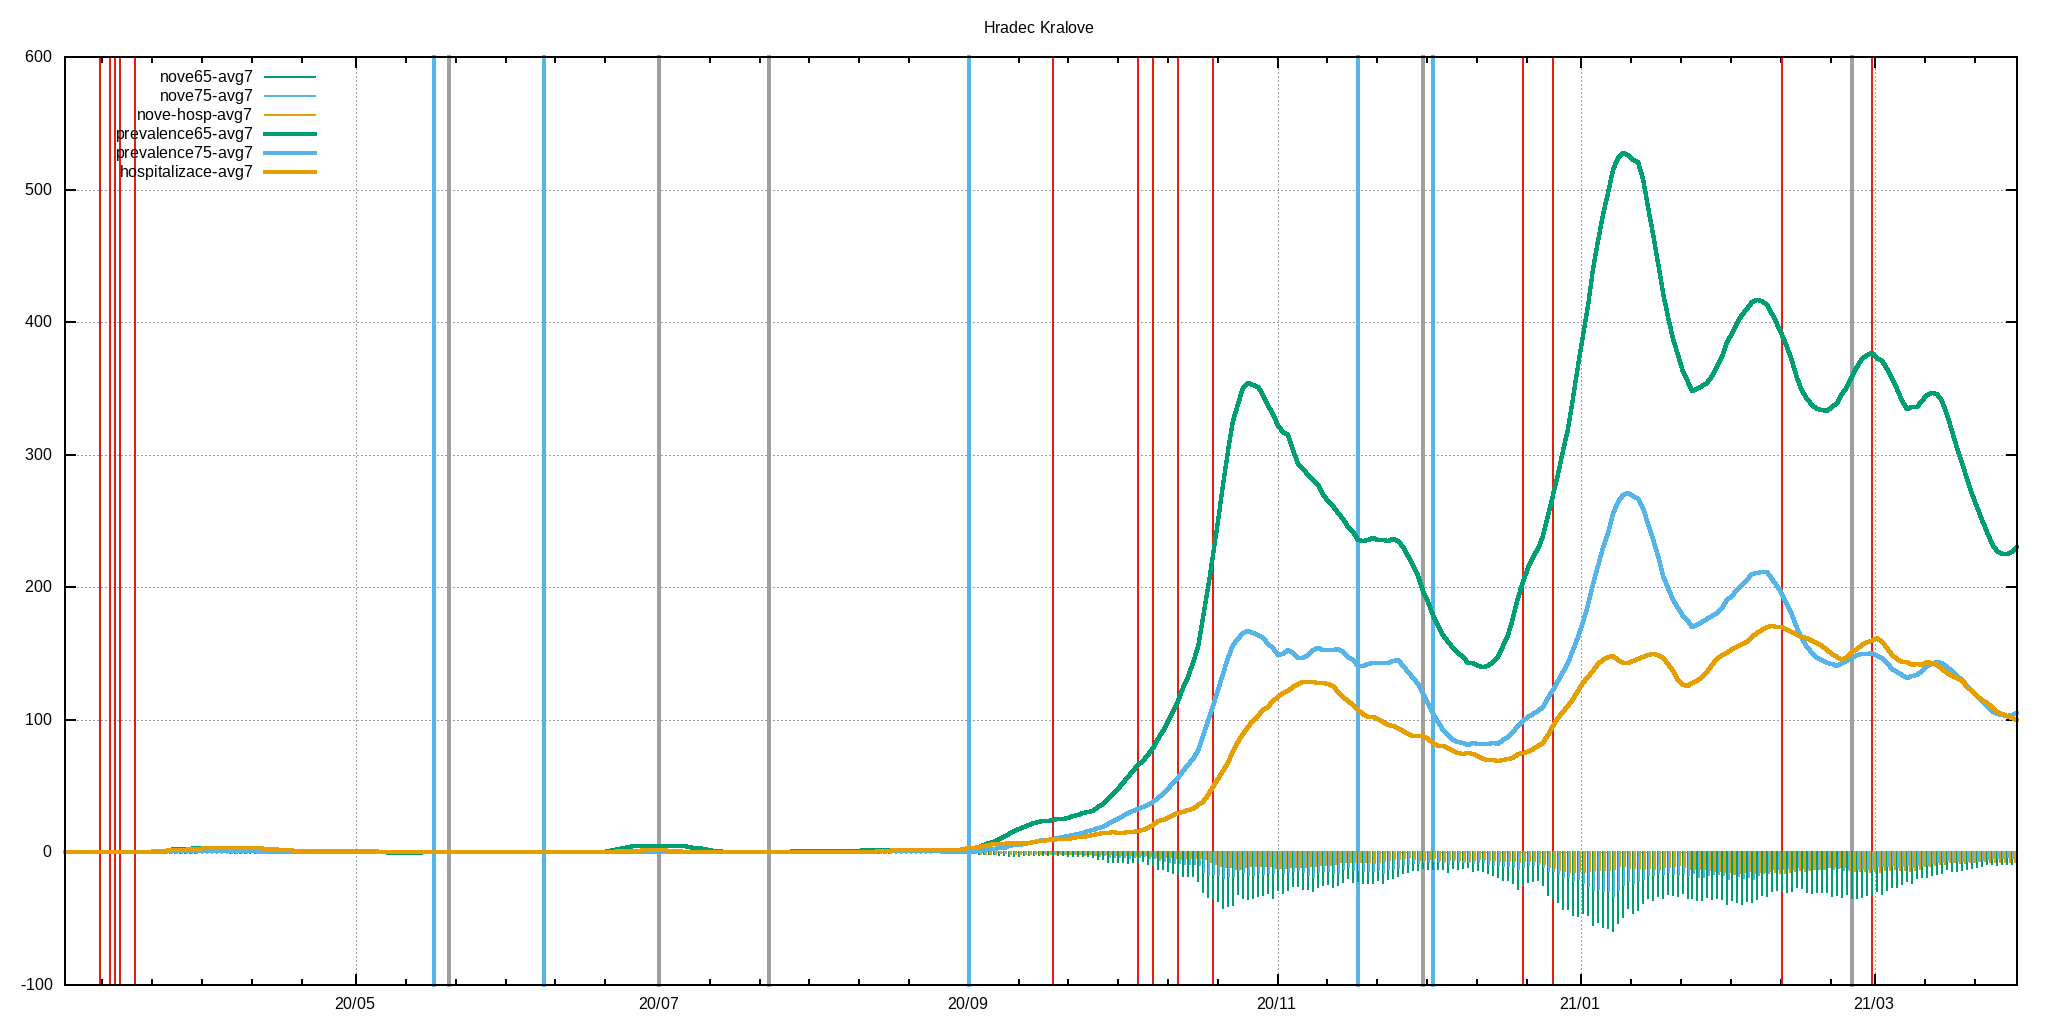 Hradec Kralove
600
500
400
300
200
100
0
-100
nove65-avg7
nove75-avg7
nove-hosp-avg7
prevalence65-avg7
prevalence75-avg7
hospitalizace-avg7
20/05 20/07 20/09 20/11 21/01 21/03